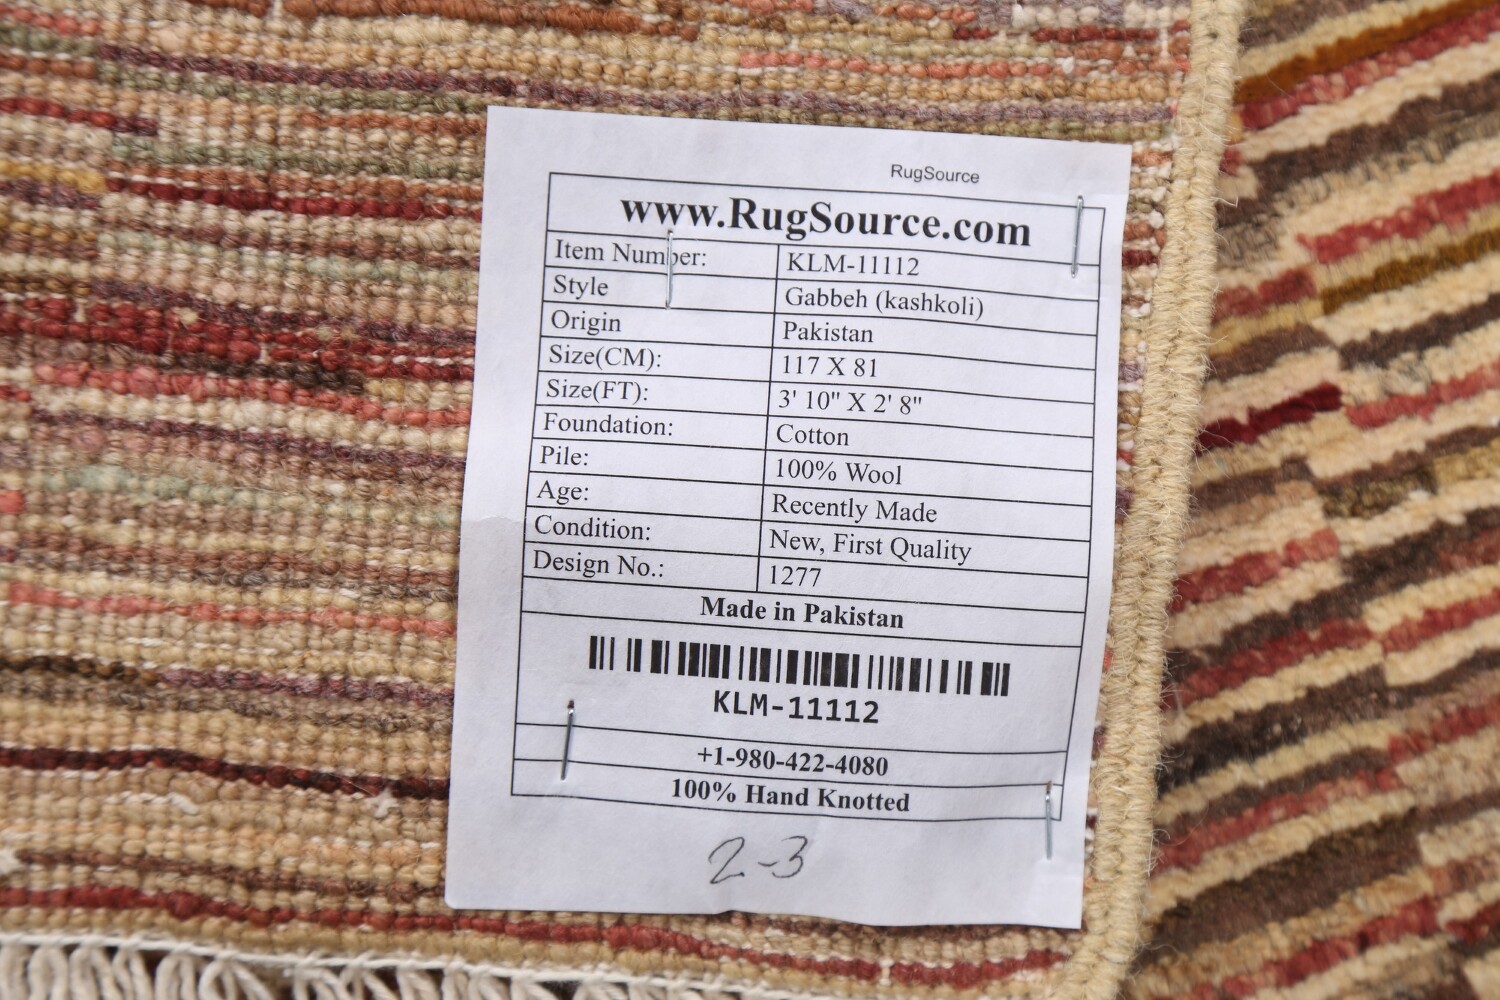 RugSource
www.RugSource.com
Item Number: KLM-11112
Style Gabbeh (kashkoli)
Origin Pakistan
Size(CM): 117 X 81
Size(FT): 3' 10" X 2' 8"
Foundation: Cotton
Pile: 100% Wool
Age: Recently Made
Condition: New, First Quality
Design No.: 1277
Made in Pakistan
KLM-11112
+1-980-422-4080
100% Hand Knotted
2-3